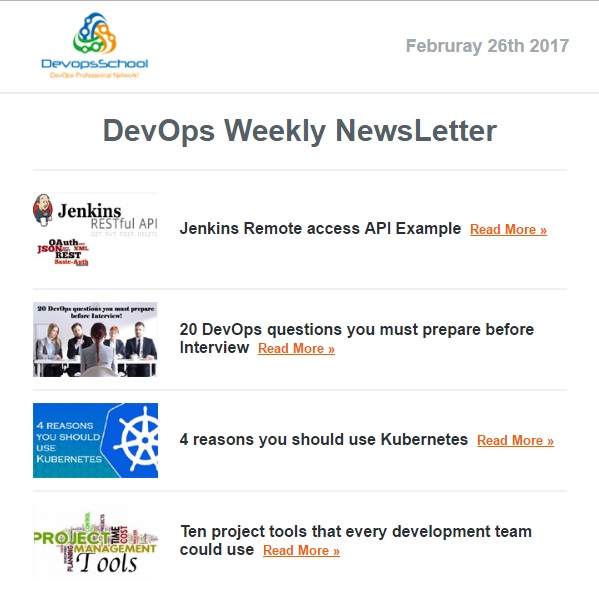 DevopsSchool
DevOps Professional Network!
Februray 26th 2017
DevOps Weekly NewsLetter
Jenkins
RESTful API
GET PUT POST DELETE
OAuth
JSON XML
REST
Basic-Auth
Jenkins Remote access API Example Read More »
20 DevOps questions you must prepare
before Interview!
20 DevOps questions you must prepare before
Interview Read More »
4 REASONS
YOU SHOULD
USE
KUBERNETES
4 reasons you should use Kubernetes Read More »
PROJECT
MANAGEMENT
TIME
COST
PLANNING
Tools
Ten project tools that every development team
could use Read More »